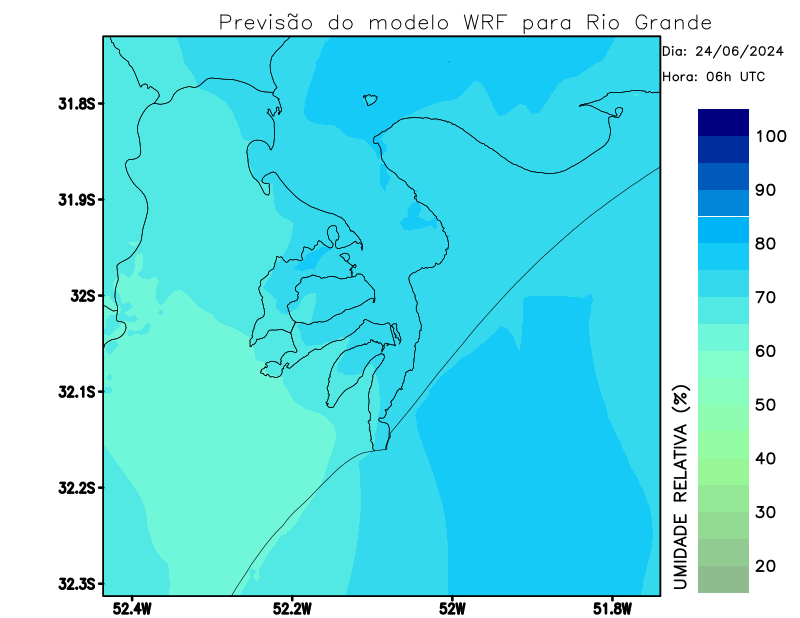 Previsão do modelo WRF para Rio Grande
Dia: 24/06/2024
Hora: 06h UTC
31.8S
31.9S
32S
32.1S
32.2S
32.3S
52.4W
52.2W
52W
51.8W
100
90
80
70
60
50
40
30
20
UMIDADE RELATIVA (%)